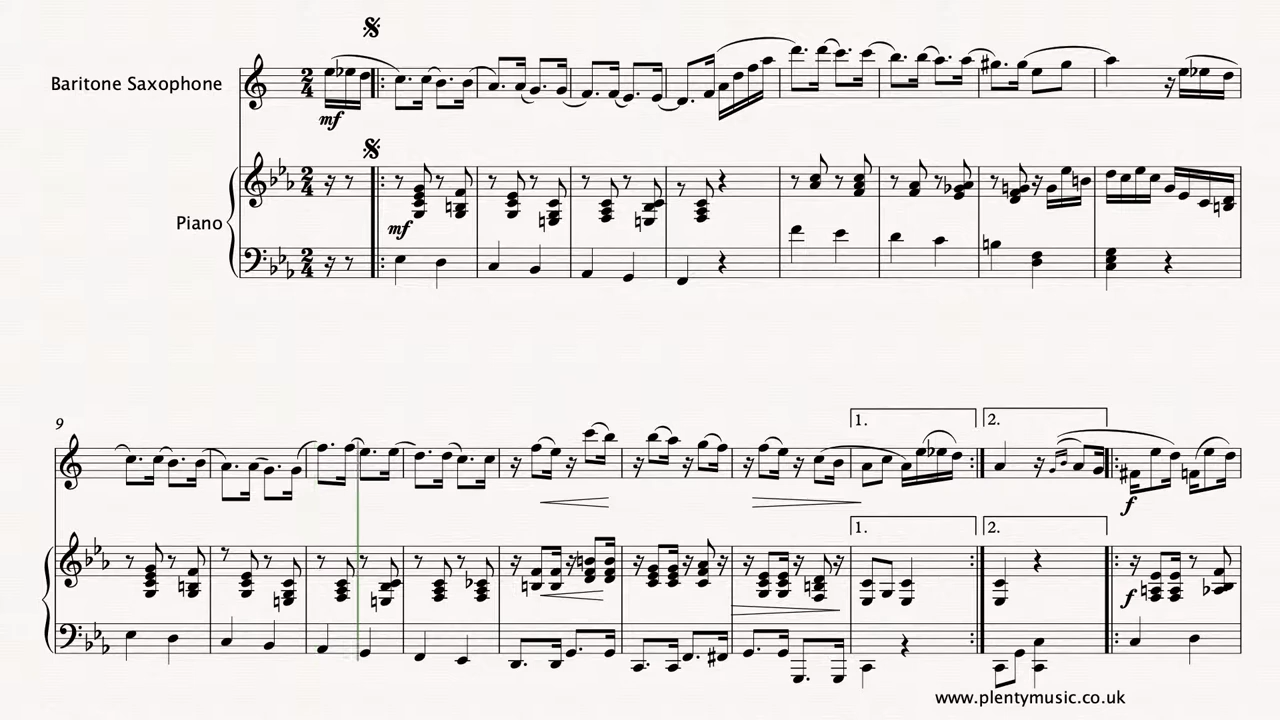 Baritone Saxophone
mf
Piano
mf
9
1.
2.
f
1.
2.
f
www.plentymusic.co.uk